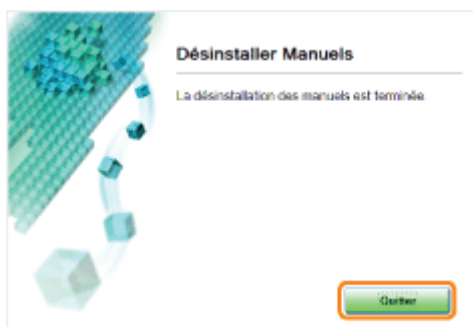 Désinstaller Manuels
La désinstallation des manuels est terminée.
Quitter